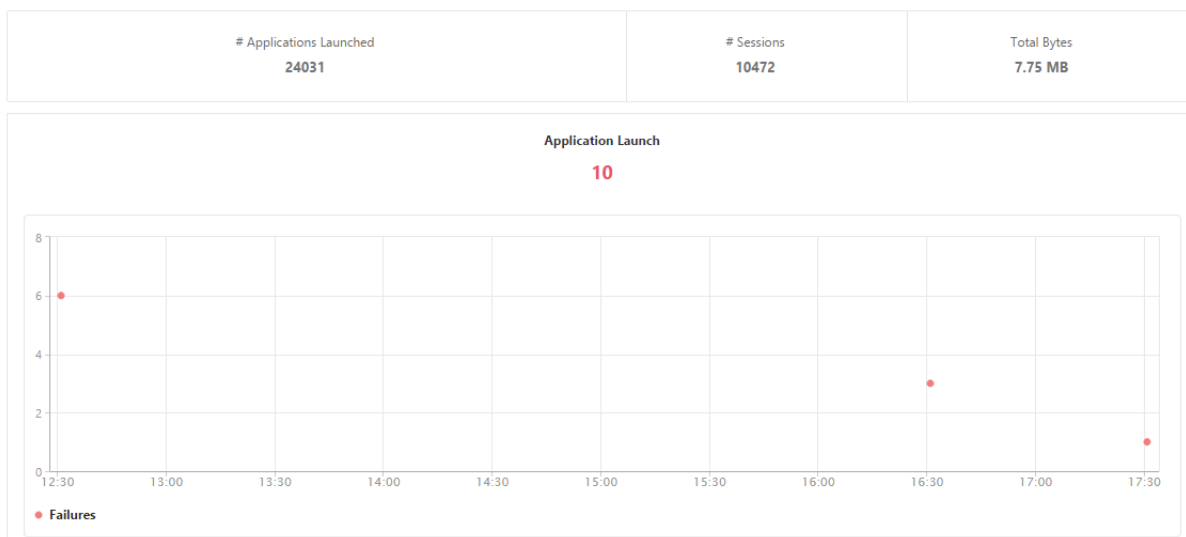 # Applications Launched # Sessions Total Bytes
24031 10472 7.75 MB
Application Launch
10
8
6
4
2
0
12:30 13:00 13:30 14:00 14:30 15:00 15:30 16:00 16:30 17:00 17:30
Failures